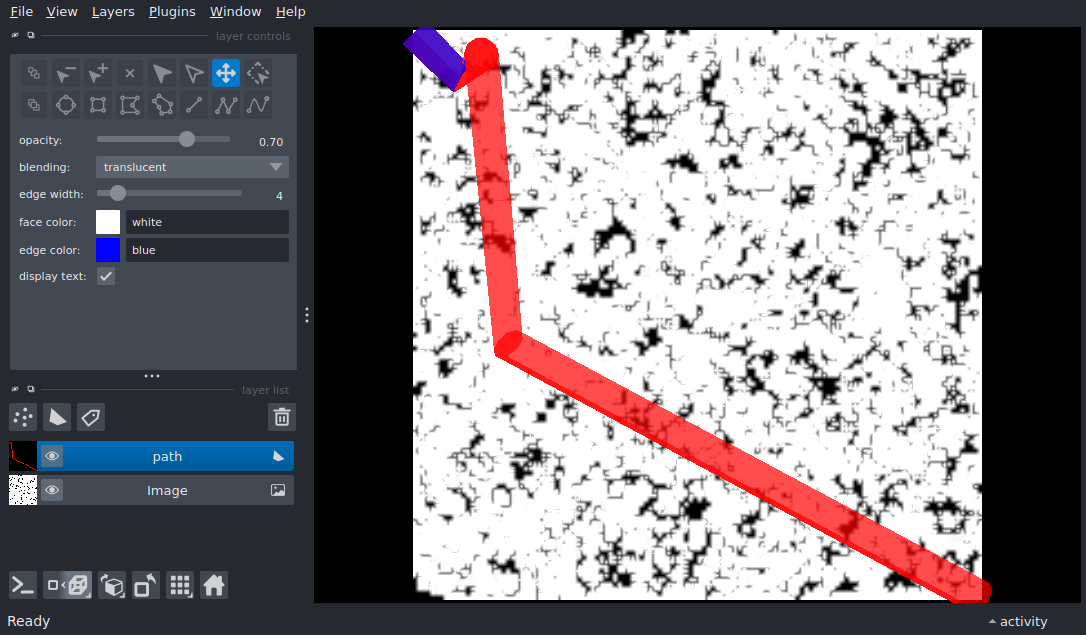 File View Layers Plugins Window Help
layer controls
opacity: 0.70
blending: translucent
edge width: 4
face color: white
edge color: blue
display text:
layer list
path
Image
Ready activity